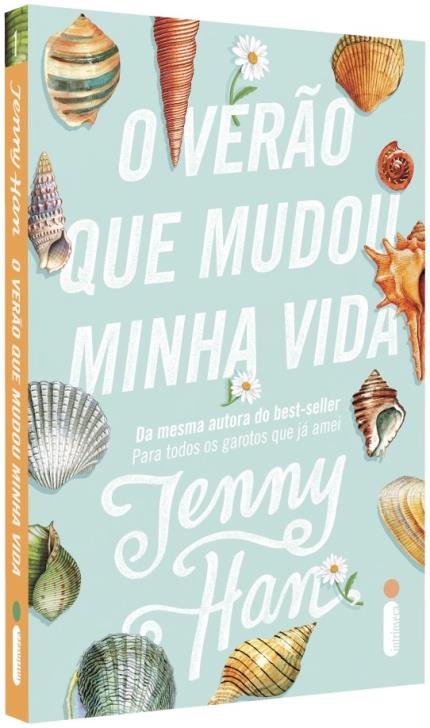 O VERÃO
QUE MUDOU
MINHA VIDA
Da mesma autora do best-seller
Para todos os garotos que já amei
Jenny
Han
intrínseca
Jenny Han O VERÃO QUE MUDOU MINHA VIDA